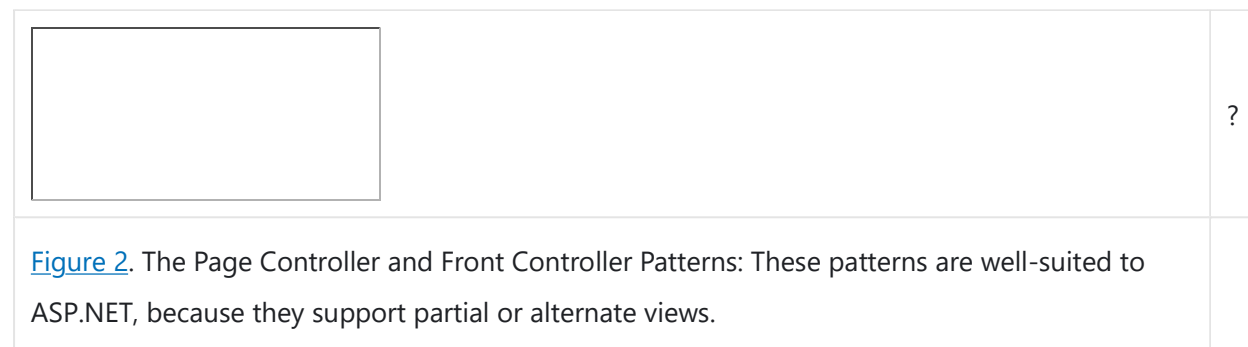 ?
Figure 2. The Page Controller and Front Controller Patterns: These patterns are well-suited to
ASP.NET, because they support partial or alternate views.